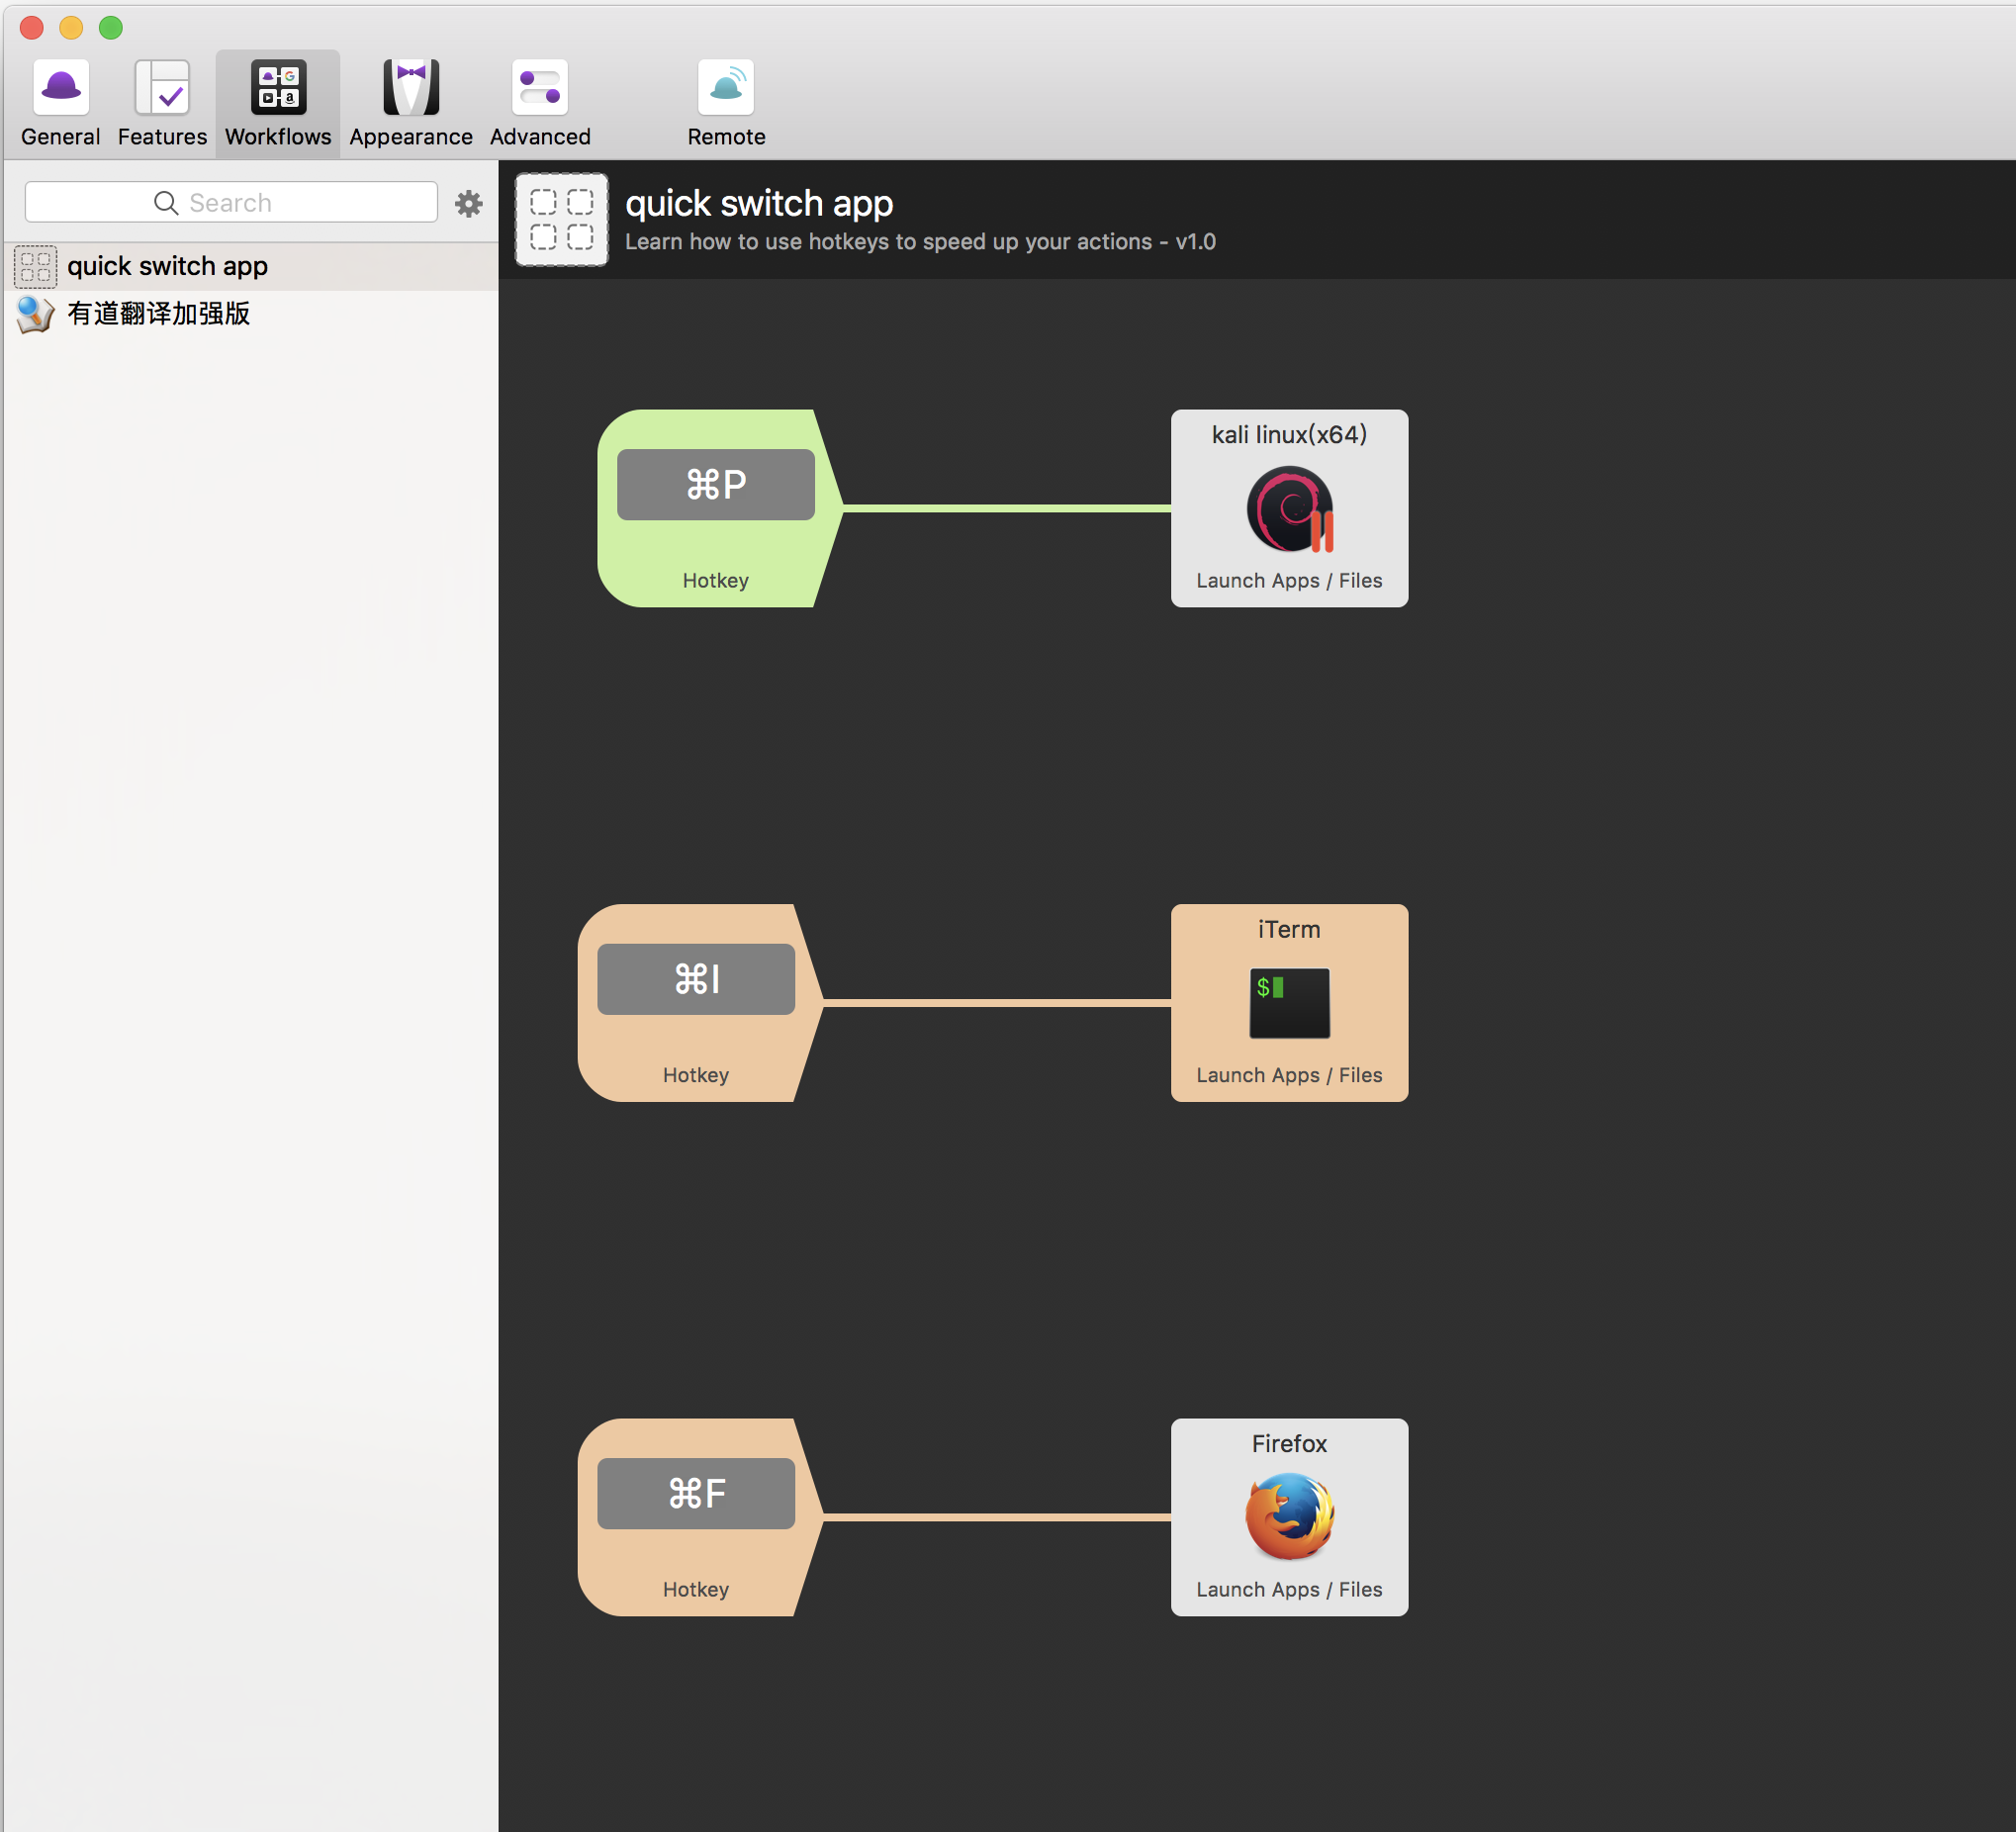 General Features Workflows Appearance Advanced Remote
Search
quick switch app
有道翻译加强版
quick switch app
Learn how to use hotkeys to speed up your actions - v1.0
⌘P
Hotkey
kali linux(x64)
Launch Apps / Files
⌘I
Hotkey
iTerm
$
Launch Apps / Files
⌘F
Hotkey
Firefox
Launch Apps / Files